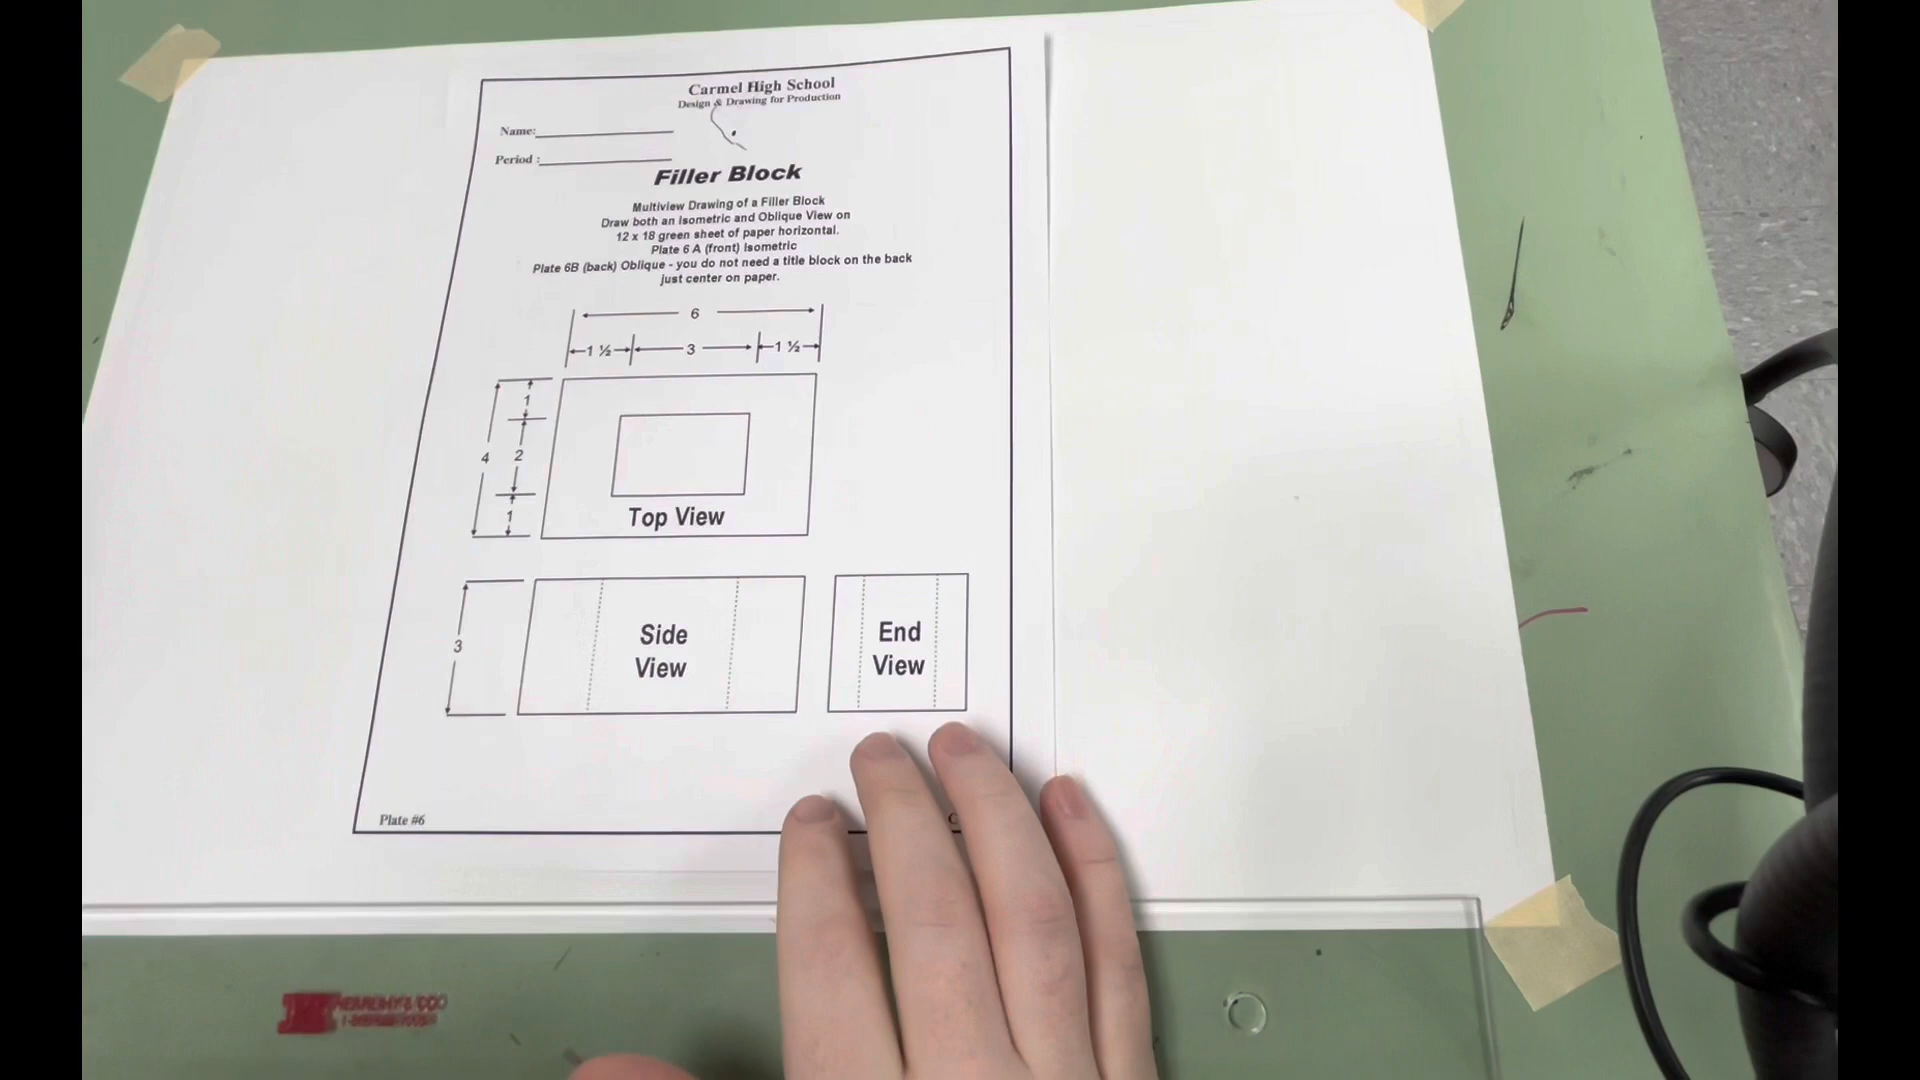 Carmel High School
Design & Drawing for Production
Name:
Period :
Filler Block
Multiview Drawing of a Filler Block
Draw both an Isometric and Oblique View on
12 x 18 green sheet of paper horizontal.
Plate 6 A (front) Isometric
Plate 6B (back) Oblique - you do not need a title block on the back
just center on paper.
6
1 ½ 3 1 ½
1
4 2
1
Top View
3
Side
View
End
View
Plate #6